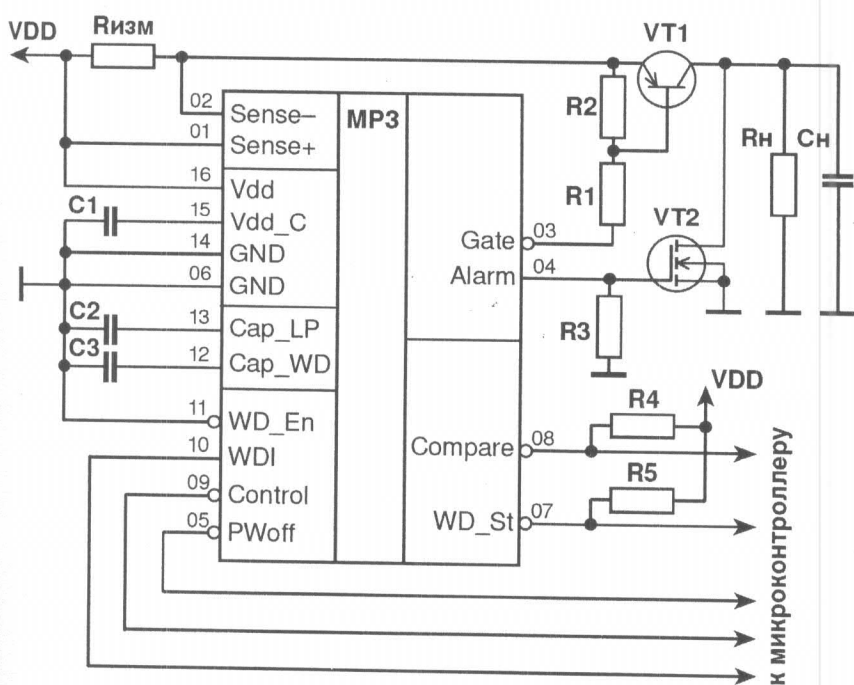 VDD
Rизм
VT1
02
Sense–
MP3
R2
01
Sense+
Rн
Cн
16
Vdd
R1
C1
15
Vdd_C
VT2
14
GND
Gate
03
06
GND
Alarm
04
C2
13
Cap_LP
R3
C3
12
Cap_WD
VDD
11
WD_En
R4
10
WDI
Compare
08
09
Control
R5
05
PWoff
WD_St
07
к микроконтроллеру